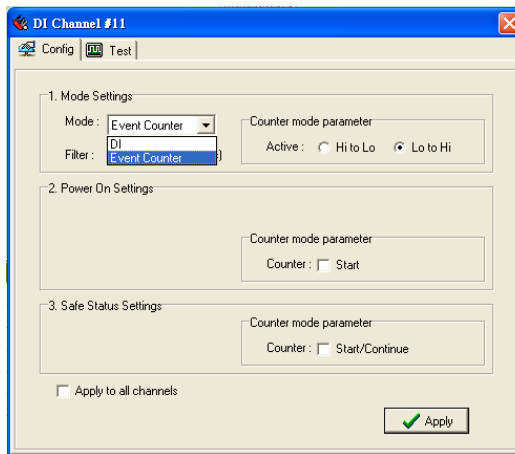 DI Channel #11
Config Test
1. Mode Settings
Mode : Event Counter
DI
Event Counter
Filter :
Counter mode parameter
Active : Hi to Lo Lo to Hi
2. Power On Settings
Counter mode parameter
Counter : Start
3. Safe Status Settings
Counter mode parameter
Counter : Start/Continue
Apply to all channels
Apply